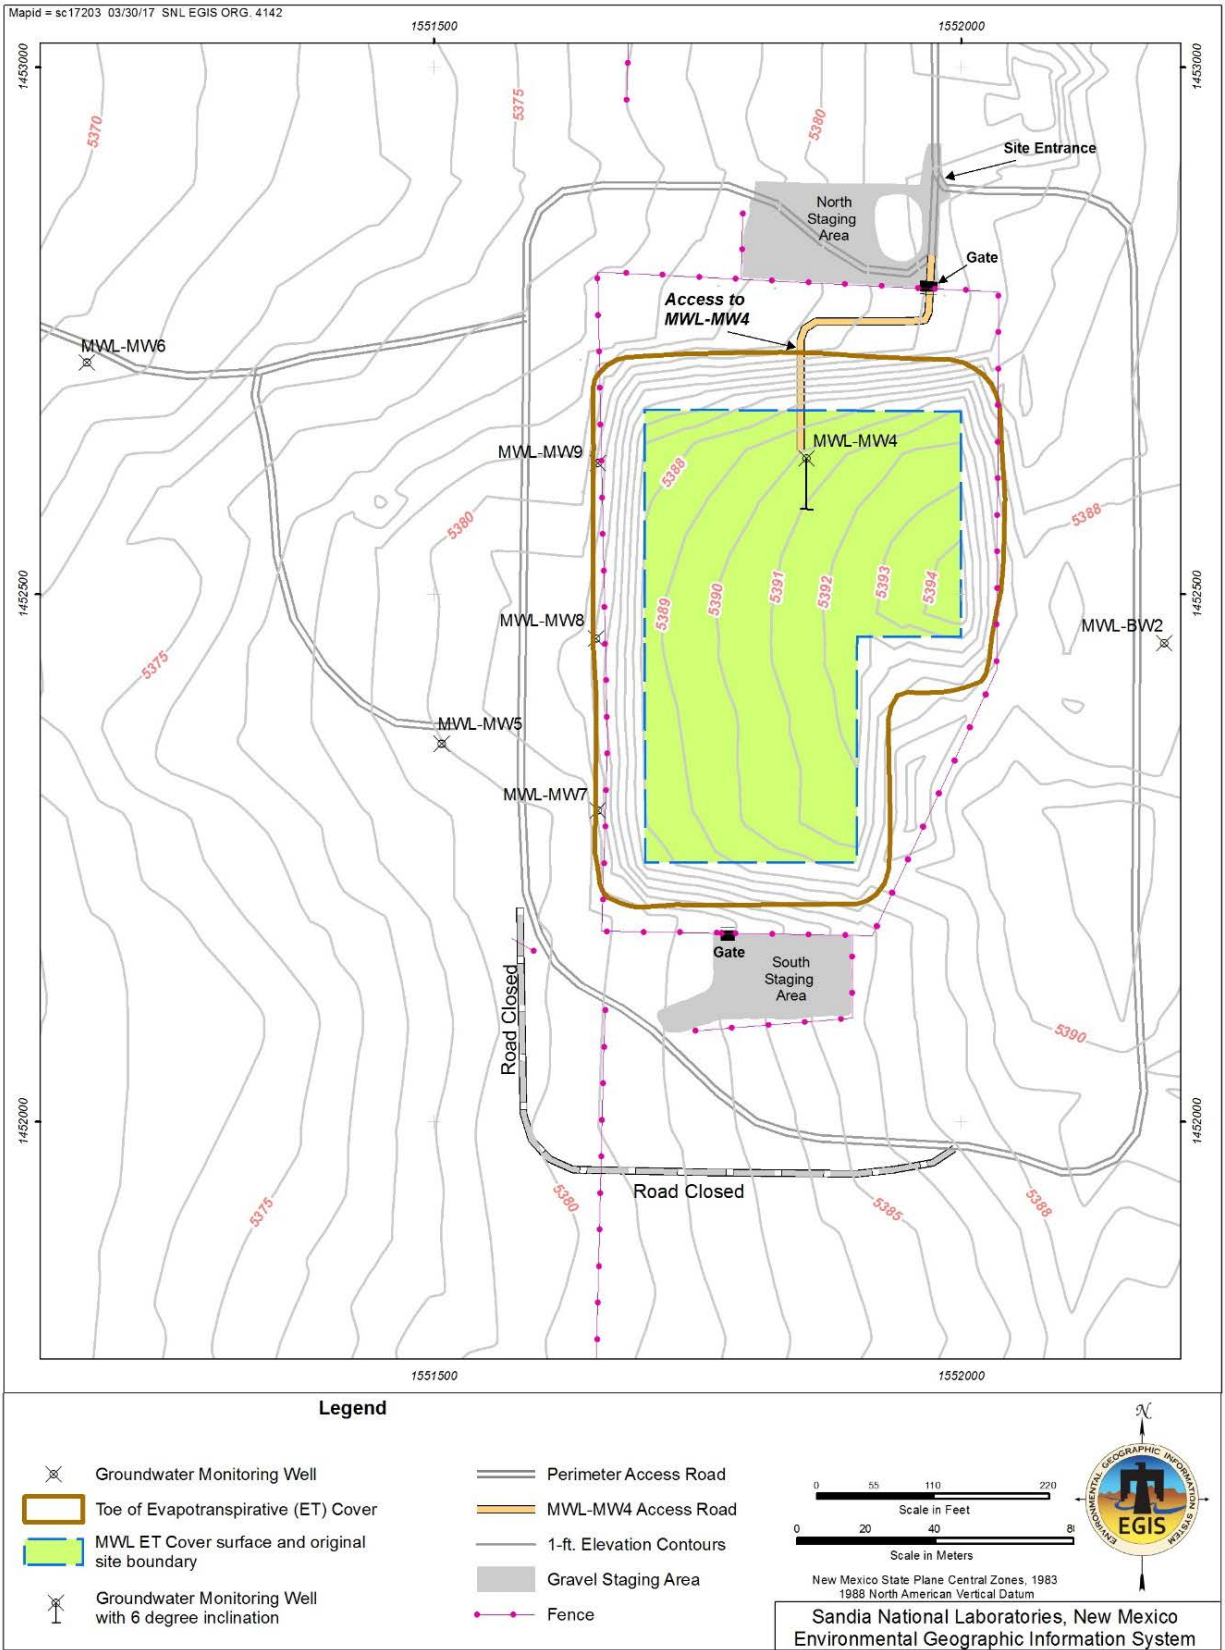 Mapid = sc17203 03/30/17 SNL EGIS ORG. 4142
1551500
1552000
1453000
1453000
5370
5375
5380
Site Entrance
North
Staging
Area
Gate
Access to
MWL-MW4
MWL-MW6
MWL-MW4
MWL-MW9
5388
5380
5388
1452500
1452500
5389
5390
5391
5392
5393
5394
MWL-MW8
MWL-BW2
5375
MWL-MW5
MWL-MW7
Gate
South
Staging
Area
Road Closed
5390
1452000
1452000
Road Closed
5375
5380
5385
5388
1551500
1552000
Legend
Groundwater Monitoring Well
Toe of Evapotranspirative (ET) Cover
MWL ET Cover surface and original
site boundary
Groundwater Monitoring Well
with 6 degree inclination
Perimeter Access Road
MWL-MW4 Access Road
1-ft. Elevation Contours
Gravel Staging Area
Fence
0 55 110 220
Scale in Feet
0 20 40 8
Scale in Meters
New Mexico State Plane Central Zones, 1983
1988 North American Vertical Datum
N
ENVIRONMENTAL GEOGRAPHIC INFORMATION SYSTEM
EGIS
Sandia National Laboratories, New Mexico
Environmental Geographic Information System